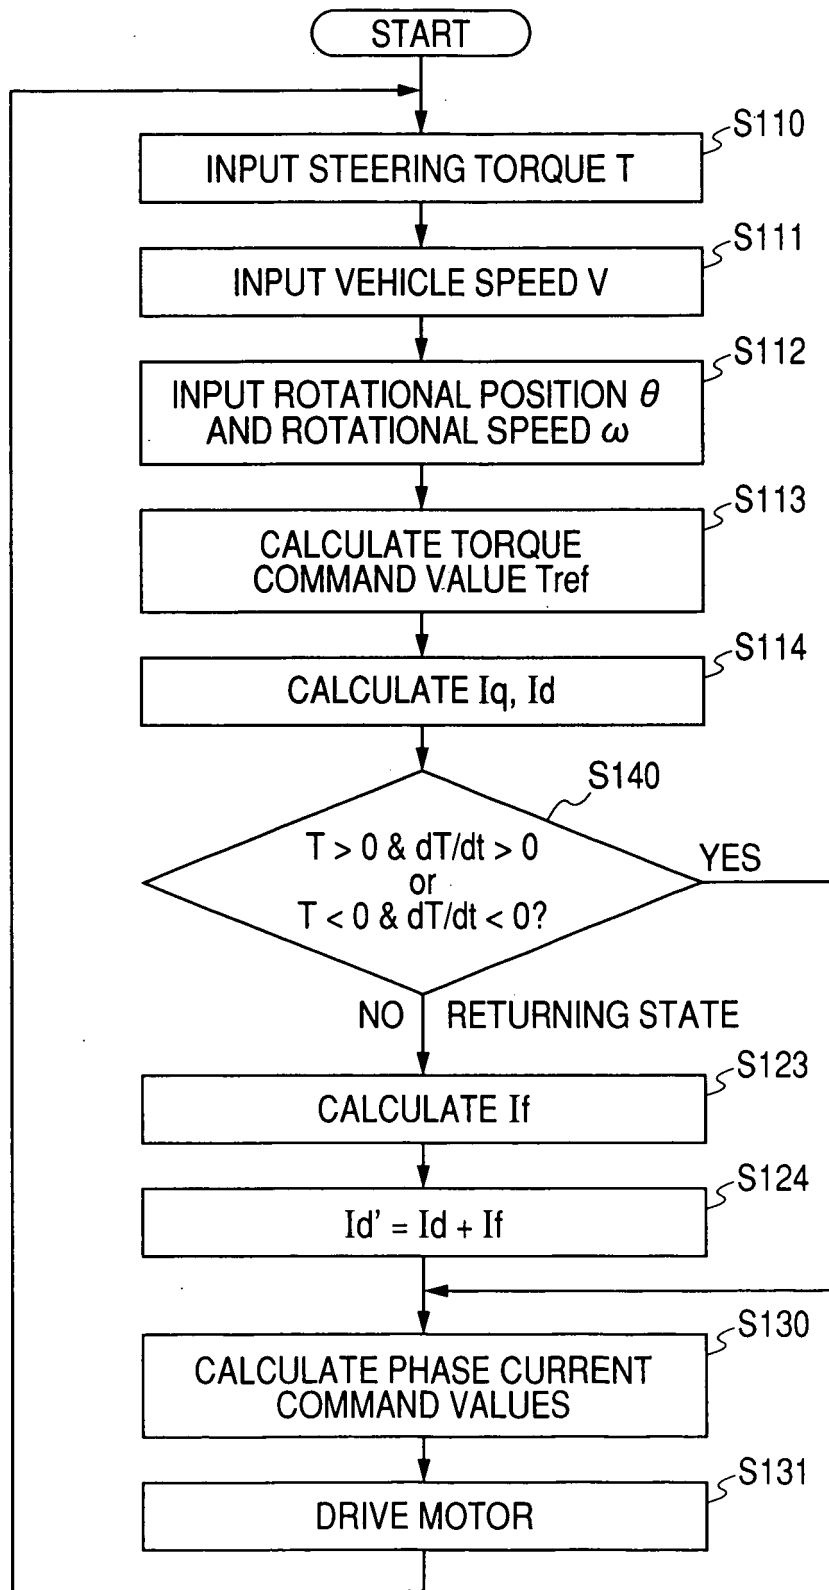 START
S110
INPUT STEERING TORQUE T
S111
INPUT VEHICLE SPEED V
S112
INPUT ROTATIONAL POSITION θ
AND ROTATIONAL SPEED ω
S113
CALCULATE TORQUE
COMMAND VALUE Tref
S114
CALCULATE Iq, Id
S140
T > 0 & dT/dt > 0
or
T < 0 & dT/dt < 0?
YES
NO RETURNING STATE
S123
CALCULATE If
S124
Id' = Id + If
S130
CALCULATE PHASE CURRENT
COMMAND VALUES
S131
DRIVE MOTOR